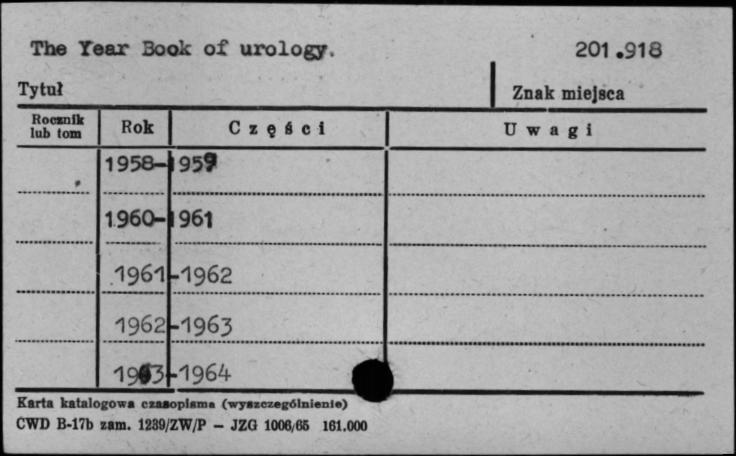 The Year Book of urology. 201.918
Tytuł Znak miejsca
Rocznik lub tom Rok Części Uwagi
1958-1959
1960-1961
1961-1962
1962-1963
1963-1964
Karta katalogowa czasopisma (wyszczególnienie)
CWD B-17b zam. 1239/ZW/P — JZG 1006/65 161.000